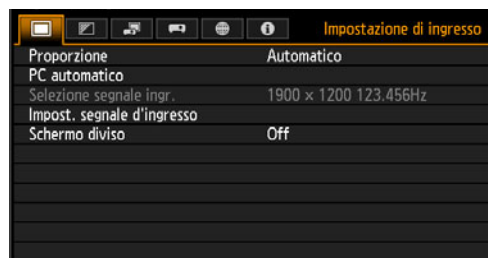 Impostazione di ingresso
Proporzione Automatico
PC automatico
Selezione segnale ingr. 1900 × 1200 123.456Hz
Impost. segnale d'ingresso
Schermo diviso Off